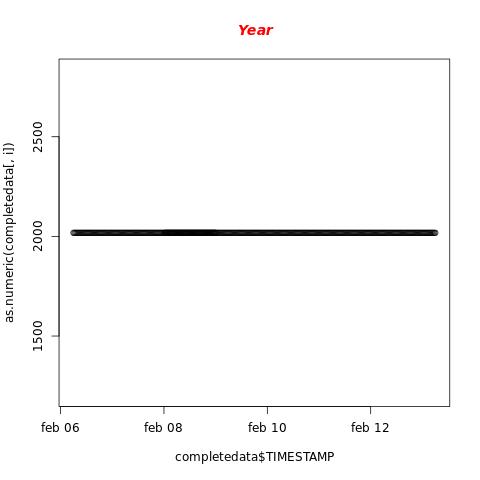 Year
as.numeric(completedata[, i])
2500
2000
1500
feb 06
feb 08
feb 10
feb 12
completedata$TIMESTAMP